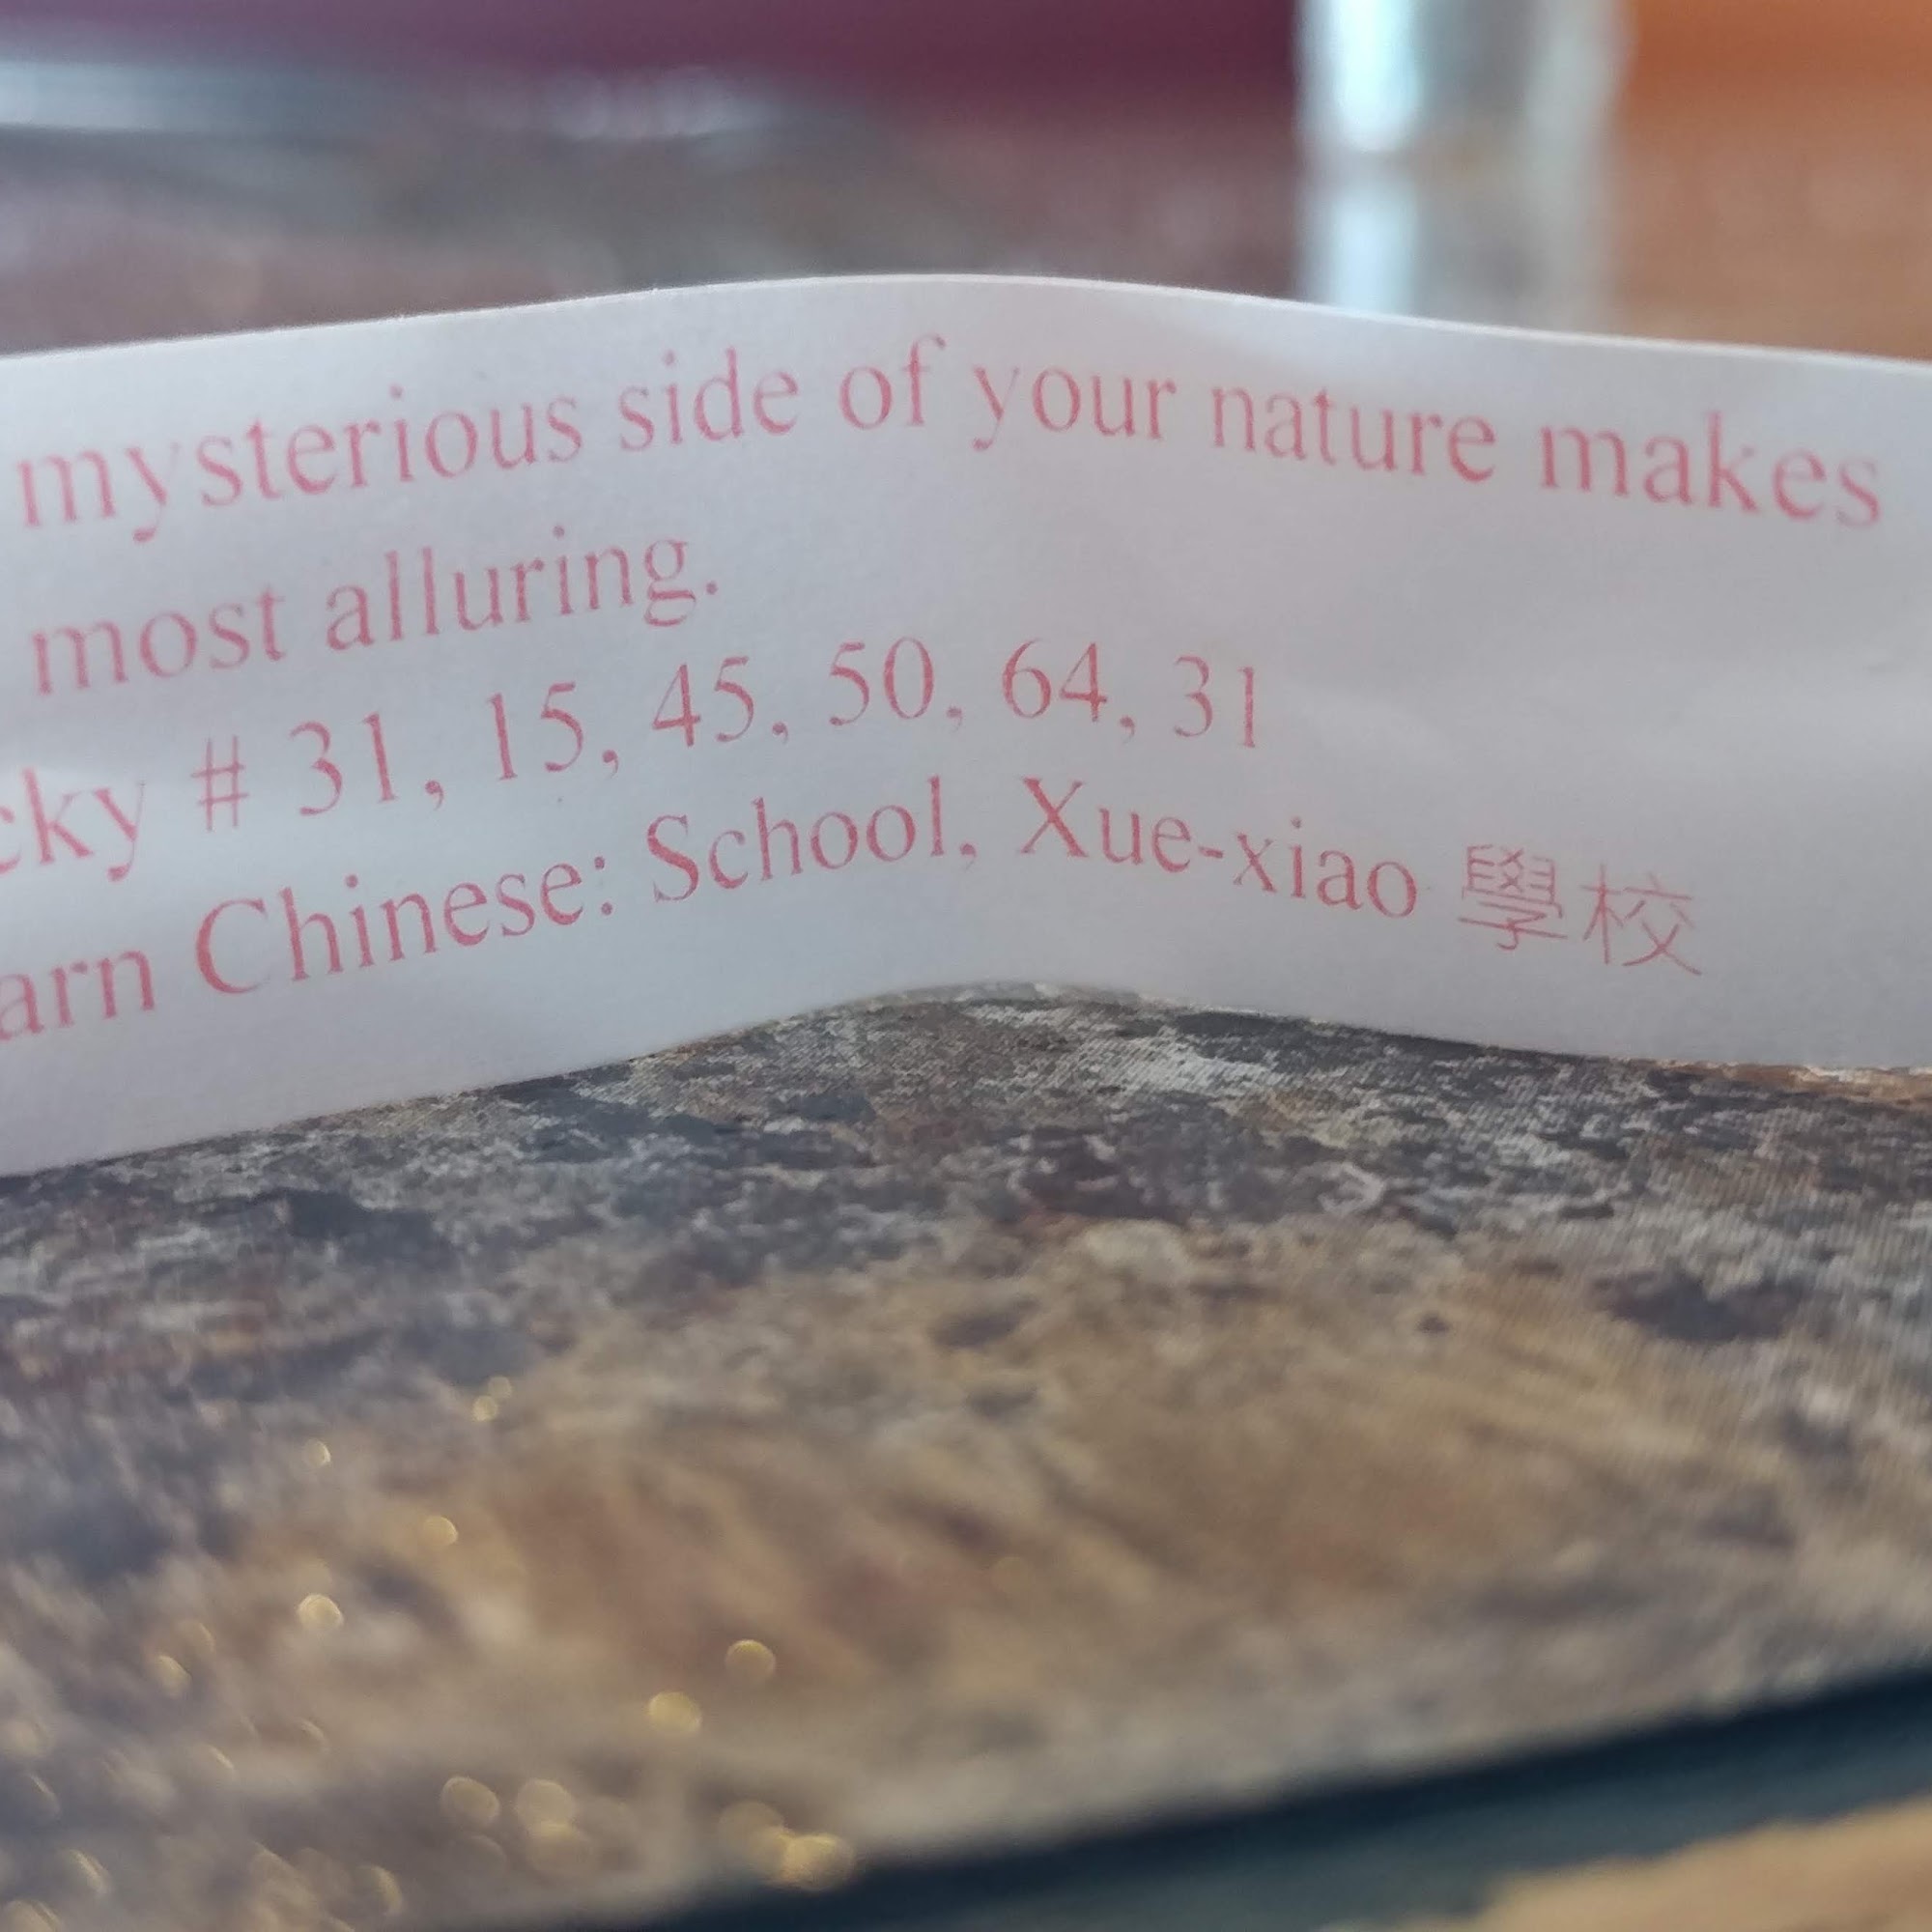 mysterious side of your nature makes
most alluring.
cky # 31, 15, 45, 50, 64, 31
arn Chinese: School, Xue-xiao 學校